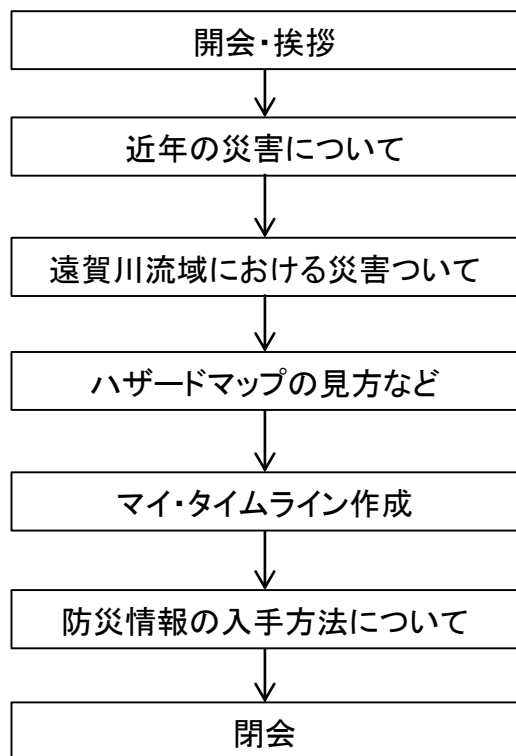 開会・挨拶
近年の災害について
遠賀川流域における災害ついて
ハザードマップの見方など
マイ・タイムライン作成
防災情報の入手方法について
閉会